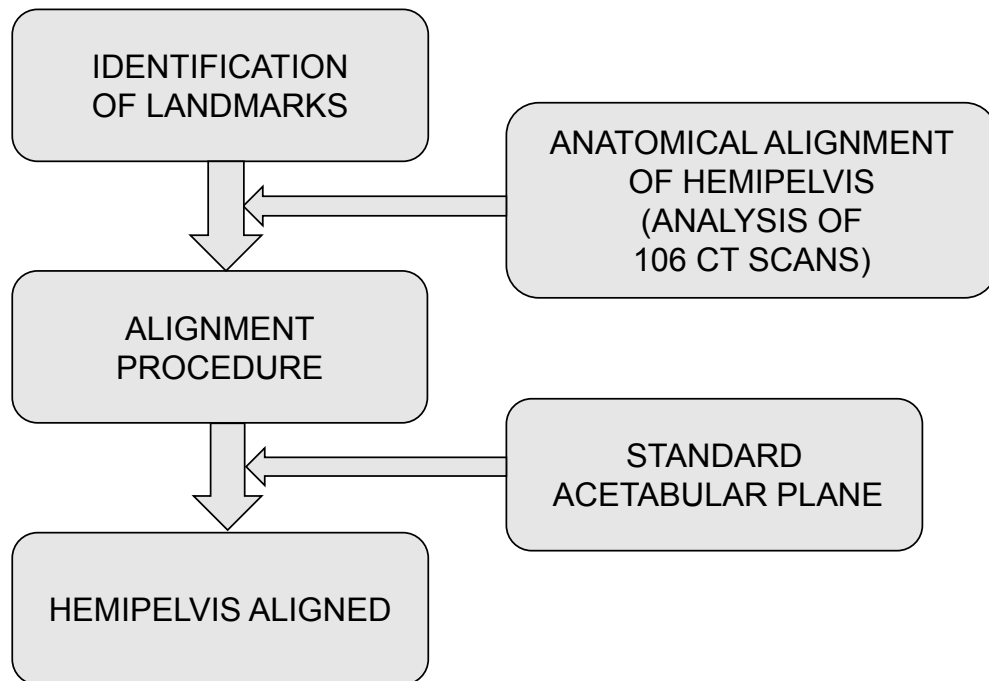 IDENTIFICATION
OF LANDMARKS
ANATOMICAL ALIGNMENT
OF HEMIPELVIS
(ANALYSIS OF
106 CT SCANS)
ALIGNMENT
PROCEDURE
STANDARD
ACETABULAR PLANE
HEMIPELVIS ALIGNED